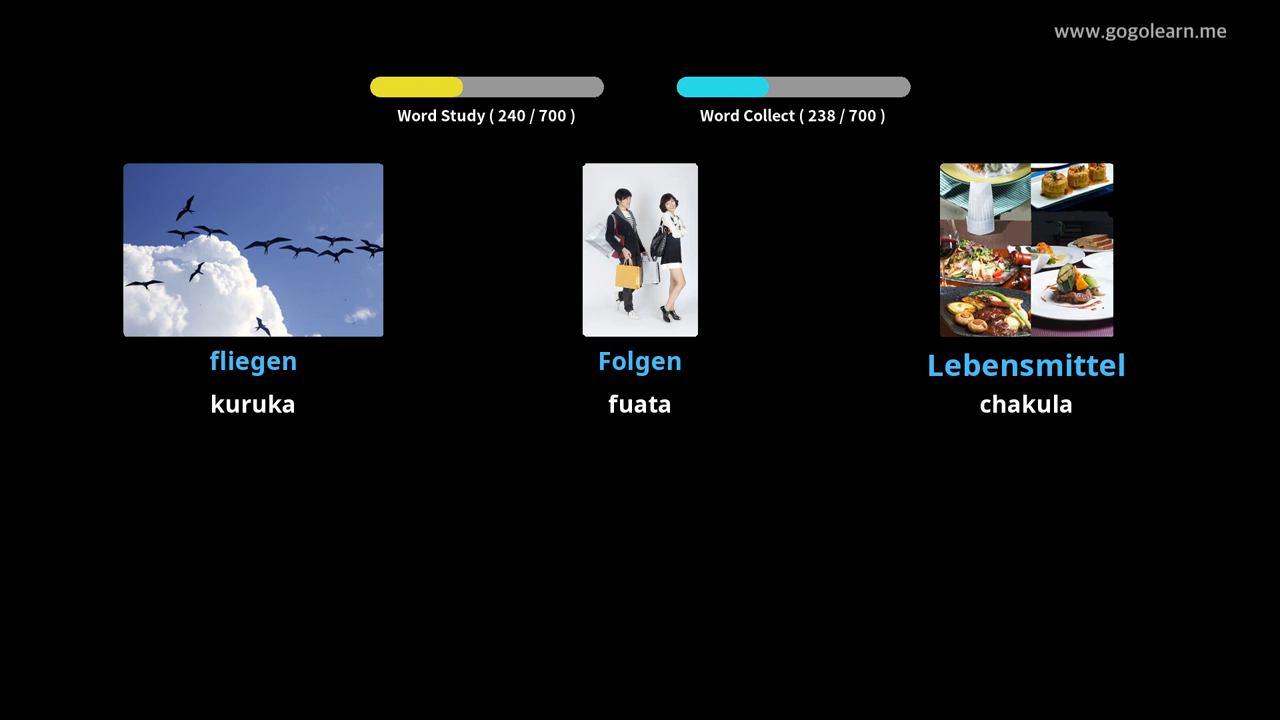 www.gogolearn.me
Word Study ( 240 / 700 )
Word Collect ( 238 / 700 )
fliegen
kuruka
Folgen
fuata
Lebensmittel
chakula